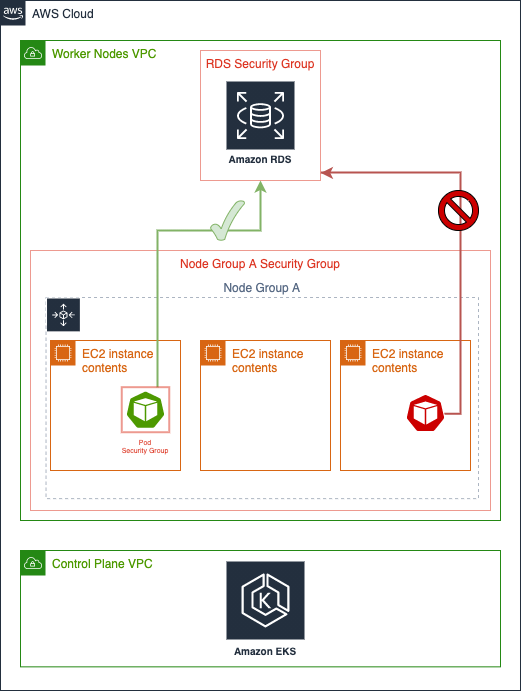 aws
AWS Cloud
Worker Nodes VPC
RDS Security Group
Amazon RDS
Node Group A Security Group
Node Group A
EC2 instance
contents
EC2 instance
contents
EC2 instance
contents
Pod
Security Group
Control Plane VPC
K
Amazon EKS